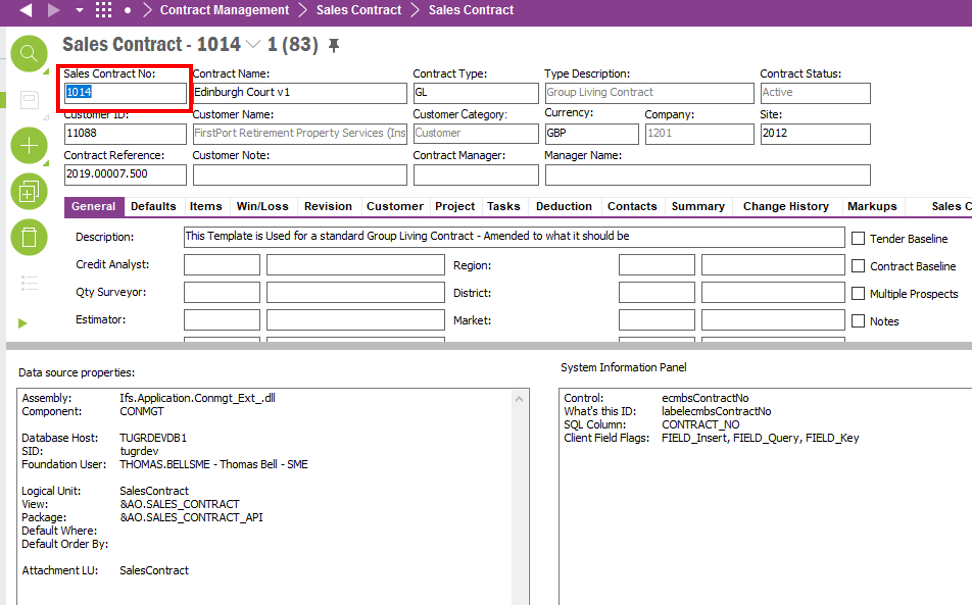 Contract Management > Sales Contract > Sales Contract
Sales Contract - 1014 1 (83)
Sales Contract No: Contract Name: Contract Type: Type Description: Contract Status:
1014 Edinburgh Court v1 GL Group Living Contract Active
Customer ID: Customer Name: Customer Category: Currency: Company: Site:
11088 FirstPort Retirement Property Services (Ins Customer GBP 1201 2012
Contract Reference: Customer Note: Contract Manager: Manager Name:
2019.00007.500
General Defaults Items Win/Loss Revision Customer Project Tasks Deduction Contacts Summary Change History Markups Sales C
Description: This Template is Used for a standard Group Living Contract - Amended to what it should be Tender Baseline
Credit Analyst: Region: Contract Baseline
Qty Surveyor: District: Multiple Prospects
Estimator: Market: Notes
Data source properties:
Assembly: Ifs.Application.Conmgt_Ext_.dll
Component: CONMGT
Database Host: TUGRDEVDB1
SID: tugrdev
Foundation User: THOMAS.BELLSME - Thomas Bell - SME
Logical Unit: SalesContract
View: &AO.SALES_CONTRACT
Package: &AO.SALES_CONTRACT_API
Default Where:
Default Order By:
Attachment LU: SalesContract
System Information Panel
Control: ecmbsContractNo
What's this ID: labelecmbsContractNo
SQL Column: CONTRACT_NO
Client Field Flags: FIELD_Insert, FIELD_Query, FIELD_Key